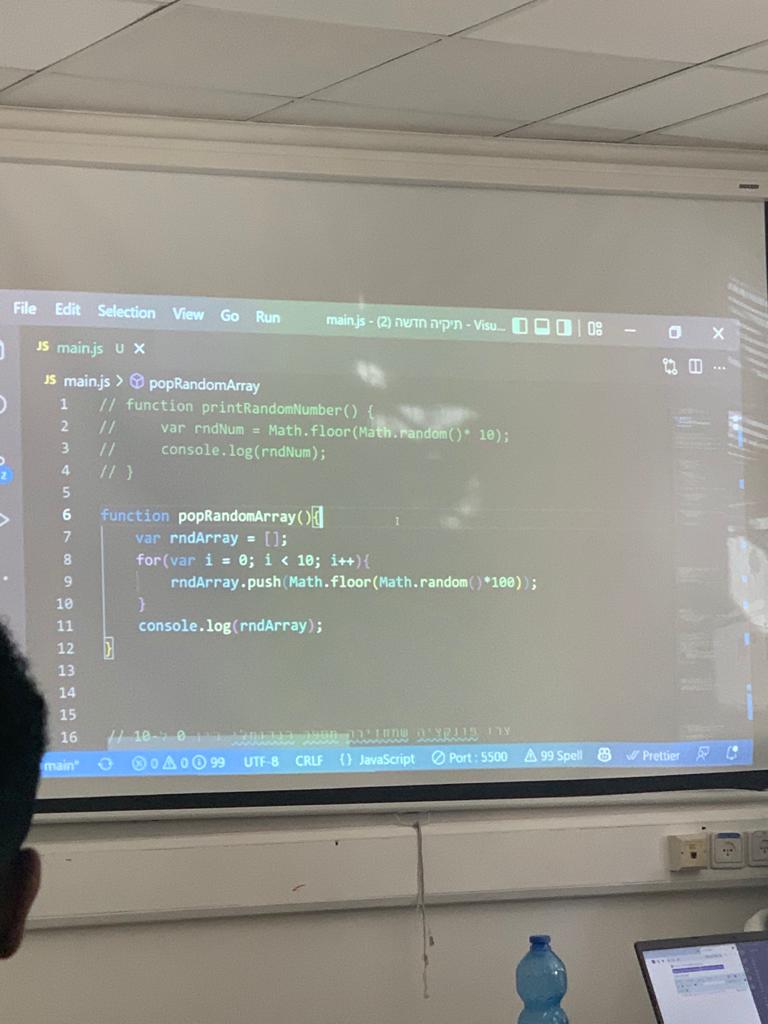 File Edit Selection View Go Run main.js - תיקיה חדשה (2) - Visu...
JS main.js U
JS main.js > popRandomArray
1 // function printRandomNumber() {
2 //     var rndNum = Math.floor(Math.random()* 10);
3 //     console.log(rndNum);
4 // }
5
6 function popRandomArray(){
7     var rndArray = [];
8     for(var i = 0; i < 10; i++){
9         rndArray.push(Math.floor(Math.random()*100));
10     }
11     console.log(rndArray);
12 }
13
14
15
16 //
main* 0 0 99 UTF-8 CRLF {} JavaScript Port : 5500 99 Spell Prettier